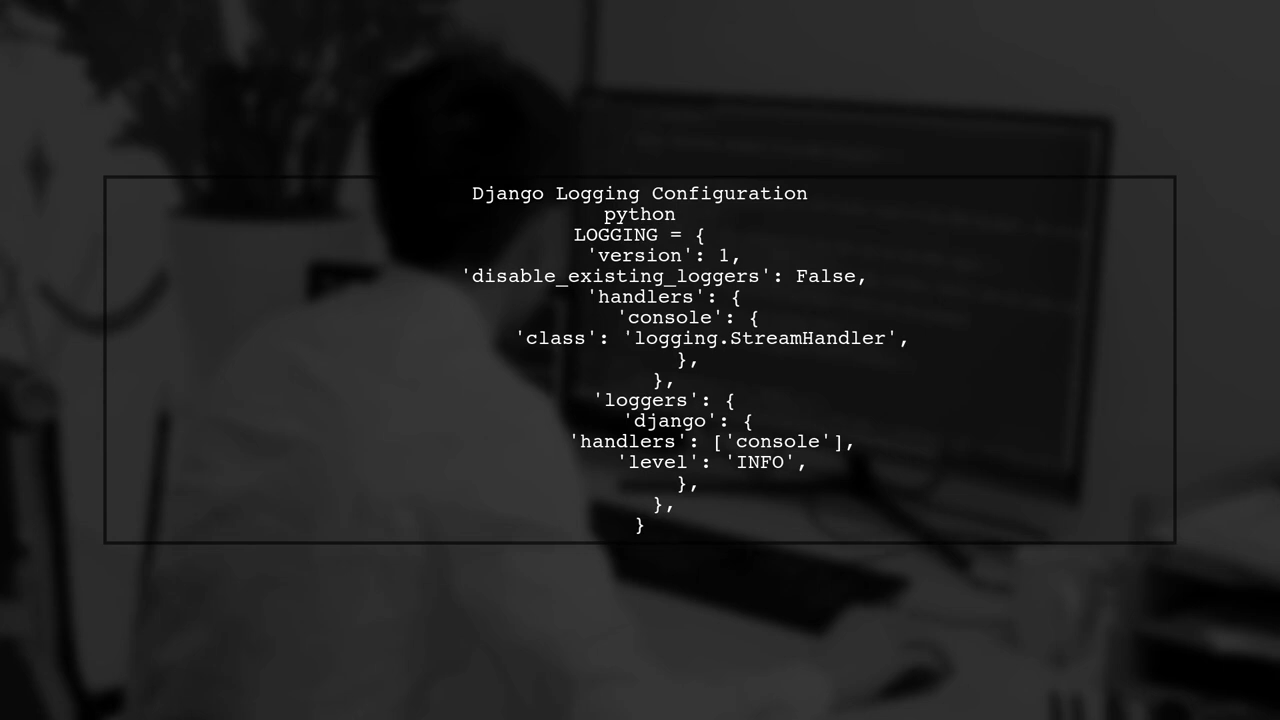 Django Logging Configuration
python
LOGGING = {
'version': 1,
'disable_existing_loggers': False,
'handlers': {
'console': {
'class': 'logging.StreamHandler',
},
},
'loggers': {
'django': {
'handlers': ['console'],
'level': 'INFO',
},
},
}